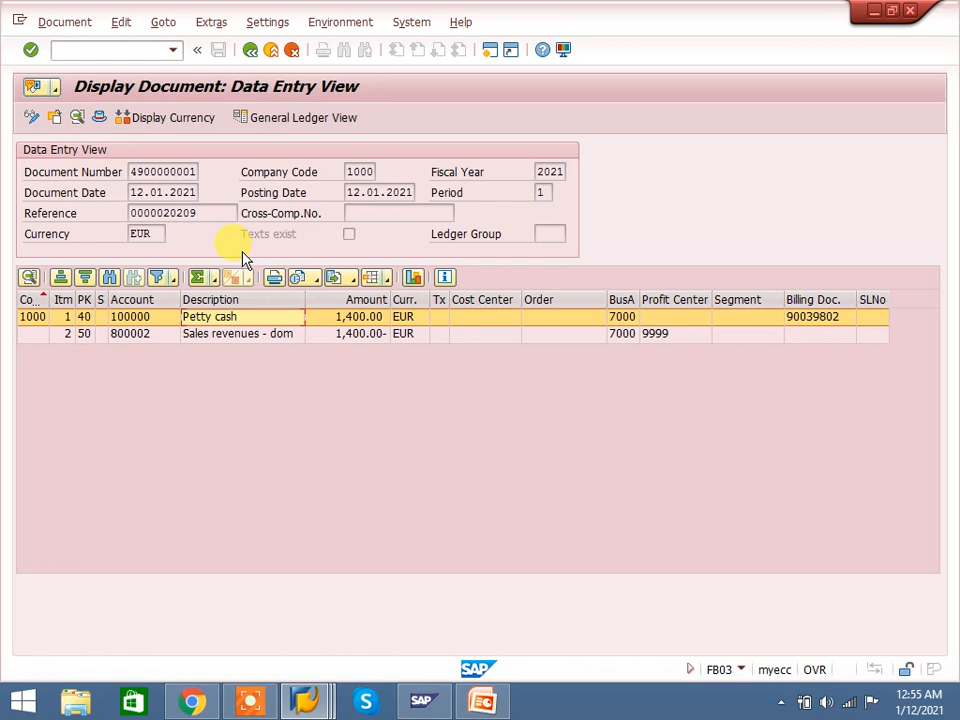 Document Edit Goto Extras Settings Environment System Help
Display Document: Data Entry View
Display Currency General Ledger View
Data Entry View
Document Number 4900000001 Company Code 1000 Fiscal Year 2021
Document Date 12.01.2021 Posting Date 12.01.2021 Period 1
Reference 0000020209 Cross-Comp.No.
Currency EUR Texts exist Ledger Group
Co... Itm PK S Account Description Amount Curr. Tx Cost Center Order BusA Profit Center Segment Billing Doc. SLNo
1000 1 40 100000 Petty cash 1,400.00 EUR 7000 90039802
2 50 800002 Sales revenues - dom 1,400.00- EUR 7000 9999
SAP FB03 myecc OVR
S SAP 12:55 AM
1/12/2021